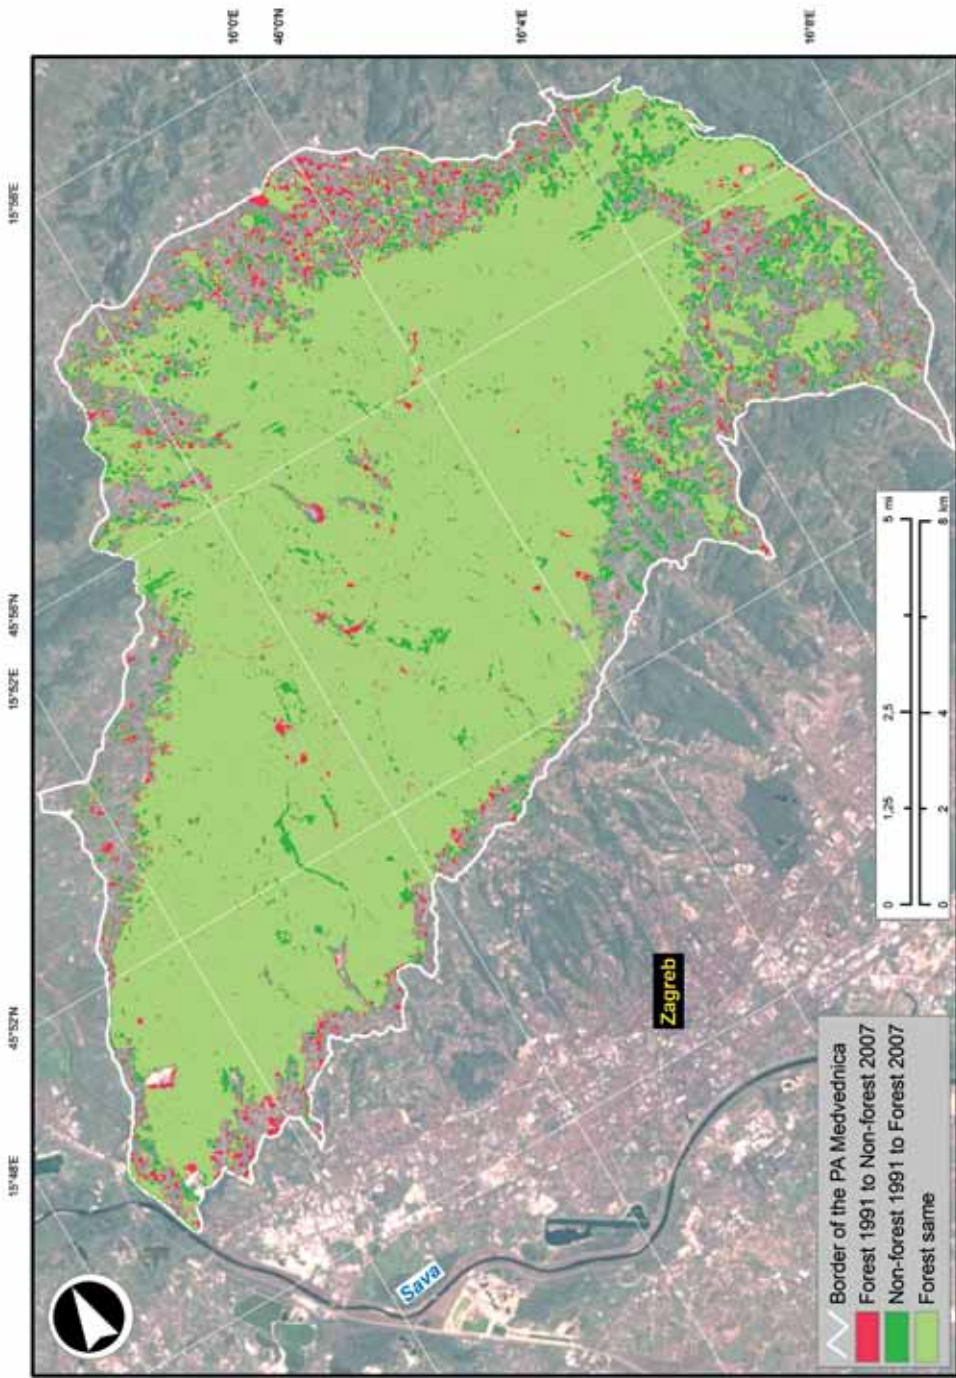 15°48'E
45°52'N
15°52'E
45°56'N
15°56'E
16°0'E
46°0'N
16°4'E
16°8'E
Sava
Zagreb
Border of the PA Medvednica
Forest 1991 to Non-forest 2007
Non-forest 1991 to Forest 2007
Forest same
0 1,25 2,5 5 mi
0 2 4 8 km